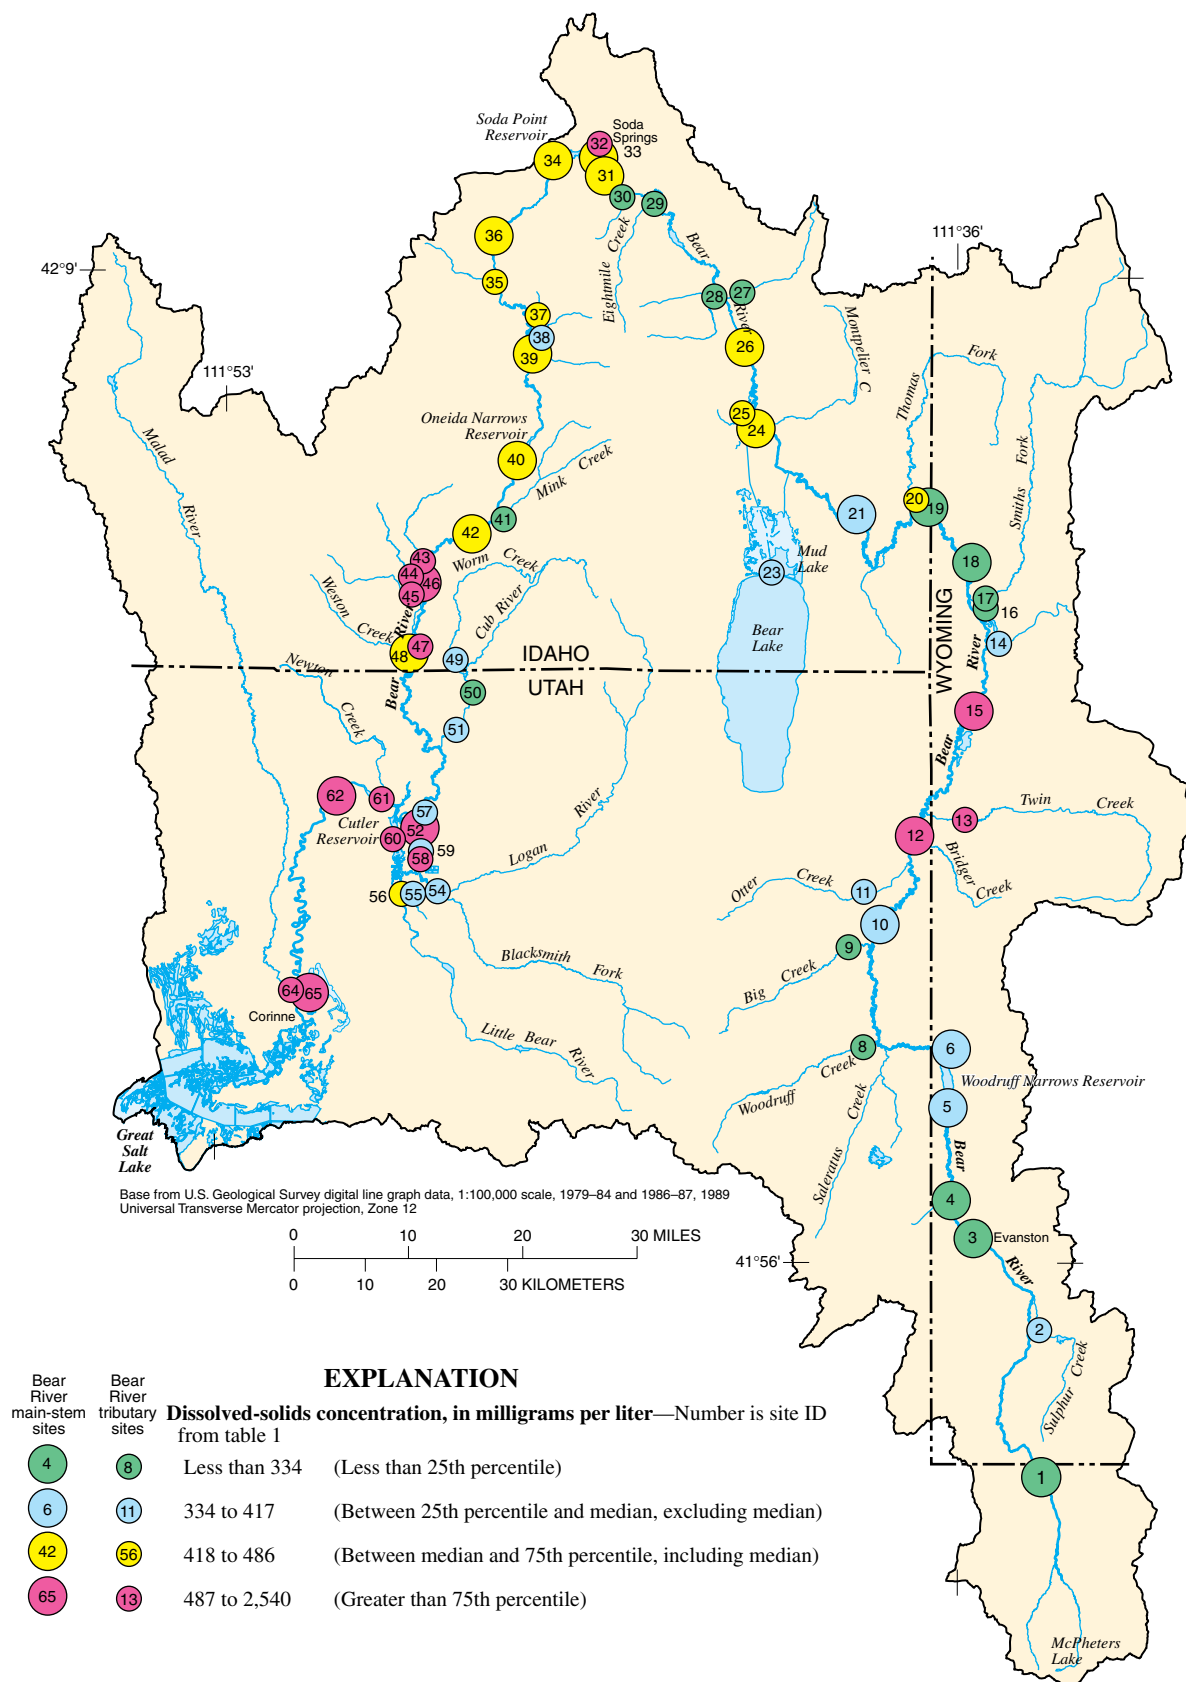 Soda Point
Reservoir
Soda
Springs
32
33
34
31
30
29
Creek
Eightmile
Bear
River
36
111°36'
42°9'
35
28
27
37
38
39
26
Montpelier C
Thomas
Fork
111°53'
Malad
River
Oneida Narrows
Reservoir
25
24
Smiths
Fork
40
Mink
Creek
41
20
19
21
42
Worm
Creek
43
44
46
45
Weston
Creek
River
Cub River
Mud
Lake
23
18
17
16
14
Bear
Lake
WYOMING
River
47
48
49
IDAHO
UTAH
Newton
Creek
Bear
50
51
15
Bear
62
61
57
52
60
59
58
Cutler
Reservoir
Logan
River
12
13
Twin
Creek
Bridger
Creek
Otter
Creek
11
56
55
54
10
9
Big
Creek
Blacksmith
Fork
64
65
Corinne
Little Bear
River
8
Creek
Woodruff
6
Woodruff Narrows Reservoir
5
Saleratus
Creek
Bear
Great
Salt
Lake
4
3
Evanston
River
Base from U.S. Geological Survey digital line graph data, 1:100,000 scale, 1979–84 and 1986–87, 1989
Universal Transverse Mercator projection, Zone 12
0 10 20 30 MILES
0 10 20 30 KILOMETERS
41°56'
2
Sulphur
Creek
1
McPheters
Lake
EXPLANATION
Bear
River
main-stem
sites
Bear
River
tributary
sites
Dissolved-solids concentration, in milligrams per liter—Number is site ID
from table 1
4 8 Less than 334 (Less than 25th percentile)
6 11 334 to 417 (Between 25th percentile and median, excluding median)
42 56 418 to 486 (Between median and 75th percentile, including median)
65 13 487 to 2,540 (Greater than 75th percentile)